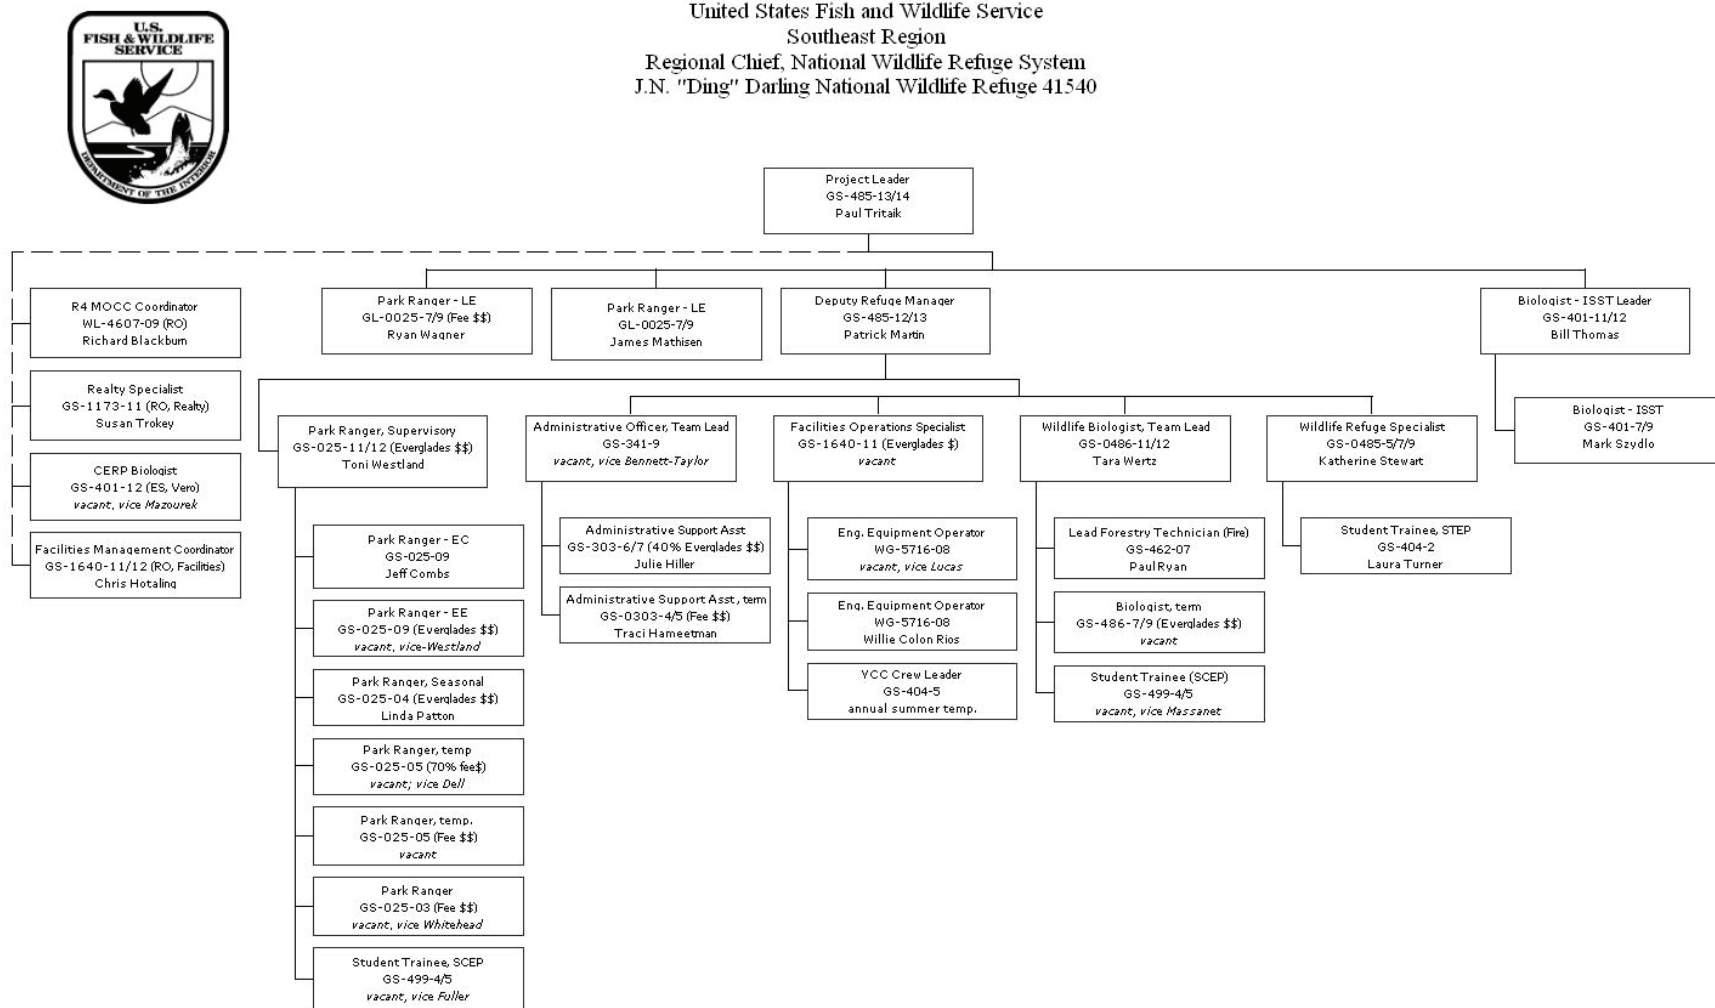 U.S.
FISH & WILDLIFE
SERVICE
DEPARTMENT OF THE INTERIOR
United States Fish and Wildlife Service
Southeast Region
Regional Chief, National Wildlife Refuge System
J.N. "Ding" Darling National Wildlife Refuge 41540
Project Leader
GS-485-13/14
Paul Tritaik
R4 MOCC Coordinator
WL-4607-09 (RO)
Richard Blackburn
Realty Specialist
GS-1173-11 (RO, Realty)
Susan Trokey
CERP Biologist
GS-401-12 (ES, Vero)
vacant, vice Mazourek
Facilities Management Coordinator
GS-1640-11/12 (RO, Facilities)
Chris Hotaling
Park Ranger - LE
GL-0025-7/9 (Fee $$)
Ryan Wagner
Park Ranger - LE
GL-0025-7/9
James Mathisen
Deputy Refuge Manager
GS-485-12/13
Patrick Martin
Biologist - ISST Leader
GS-401-11/12
Bill Thomas
Biologist - ISST
GS-401-7/9
Mark Szydlo
Park Ranger, Supervisory
GS-025-11/12 (Everglades $$)
Toni Westland
Park Ranger - EC
GS-025-09
Jeff Combs
Park Ranger - EE
GS-025-09 (Everglades $$)
vacant, vice-Westland
Park Ranger, Seasonal
GS-025-04 (Everglades $$)
Linda Patton
Park Ranger, temp
GS-025-05 (70% fee$)
vacant; vice Dell
Park Ranger, temp.
GS-025-05 (Fee $$)
vacant
Park Ranger
GS-025-03 (Fee $$)
vacant, vice Whitehead
Student Trainee, SCEP
GS-499-4/5
vacant, vice Fuller
Administrative Officer, Team Lead
GS-341-9
vacant, vice Bennett-Taylor
Administrative Support Asst
GS-303-6/7 (40% Everglades $$)
Julie Hiller
Administrative Support Asst, term
GS-0303-4/5 (Fee $$)
Traci Hameetman
Facilities Operations Specialist
GS-1640-11 (Everglades $)
vacant
Eng. Equipment Operator
WG-5716-08
vacant, vice Lucas
Eng. Equipment Operator
WG-5716-08
Willie Colon Rios
YCC Crew Leader
GS-404-5
annual summer temp.
Wildlife Biologist, Team Lead
GS-0486-11/12
Tara Wertz
Lead Forestry Technician (Fire)
GS-462-07
Paul Ryan
Biologist, term
GS-486-7/9 (Everglades $$)
vacant
Student Trainee (SCEP)
GS-499-4/5
vacant, vice Massanet
Wildlife Refuge Specialist
GS-0485-5/7/9
Katherine Stewart
Student Trainee, STEP
GS-404-2
Laura Turner